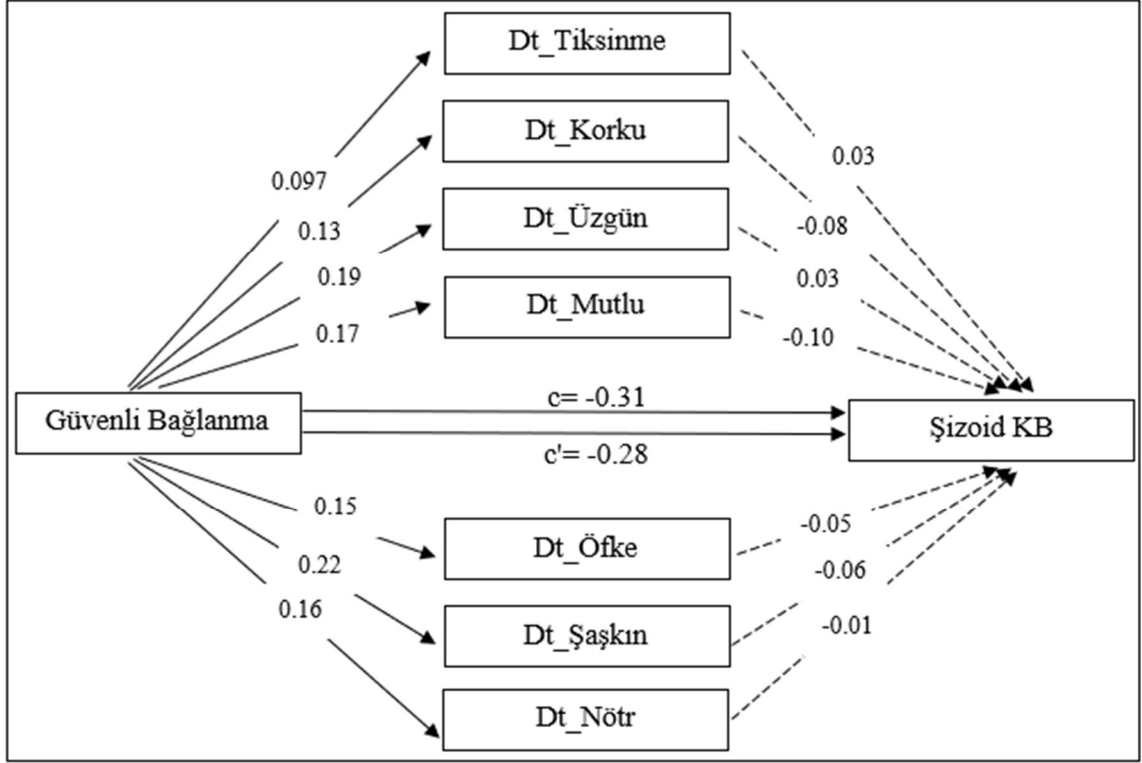 Dt_Tiksinme
Dt_Korku
Dt_Üzgün
Dt_Mutlu
0.097
0.13
0.19
0.17
0.03
-0.08
0.03
-0.10
Güvenli Bağlanma
c= -0.31
c'= -0.28
Şizoid KB
0.15
0.22
0.16
Dt_Öfke
Dt_Şaşkın
Dt_Nötr
-0.05
-0.06
-0.01